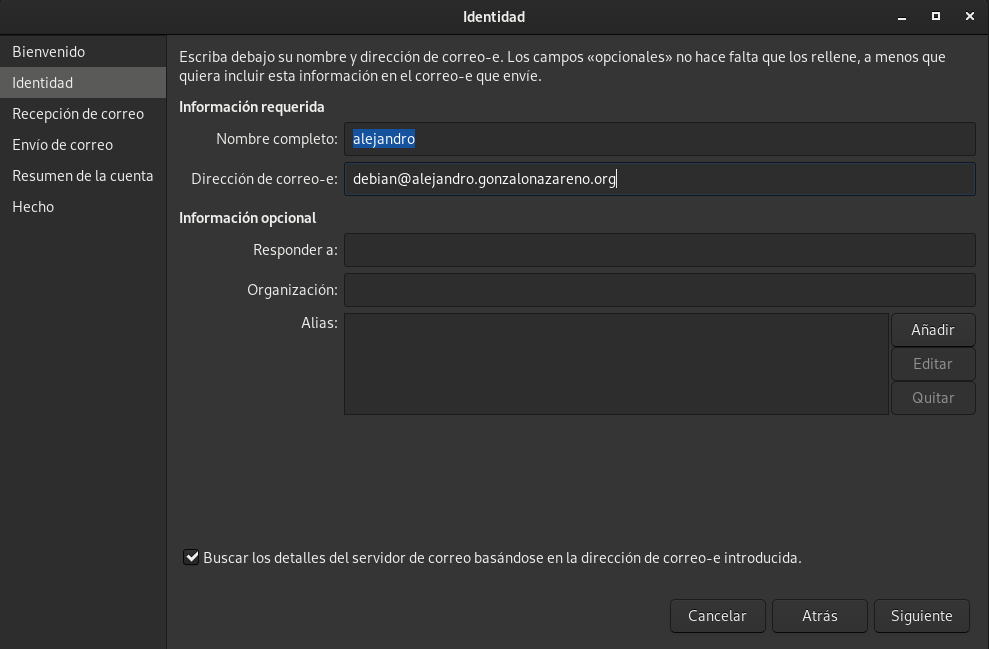 Identidad
Bienvenido
Identidad
Recepción de correo
Envío de correo
Resumen de la cuenta
Hecho
Escriba debajo su nombre y dirección de correo-e. Los campos «opcionales» no hace falta que los rellene, a menos que
quiera incluir esta información en el correo-e que envíe.
Información requerida
Nombre completo: alejandro
Dirección de correo-e: debian@alejandro.gonzalonazareno.org
Información opcional
Responder a:
Organización:
Alias:
Añadir
Editar
Quitar
Buscar los detalles del servidor de correo basándose en la dirección de correo-e introducida.
Cancelar Atrás Siguiente